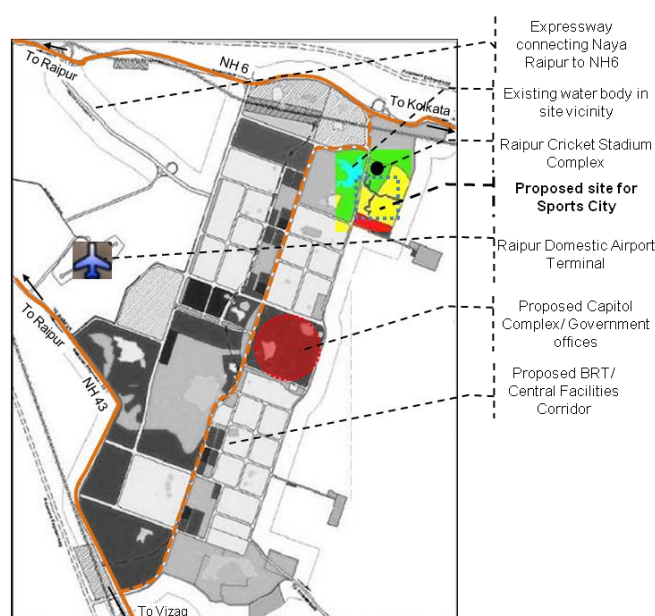 Expressway
connecting Naya
Raipur to NH6
Existing water body in
site vicinity
Raipur Cricket Stadium
Complex
Proposed site for
Sports City
Raipur Domestic Airport
Terminal
Proposed Capitol
Complex/ Government
offices
Proposed BRT/
Central Facilities
Corridor
To Raipur
NH 6
To Kolkata
To Raipur
NH 43
To Vizag